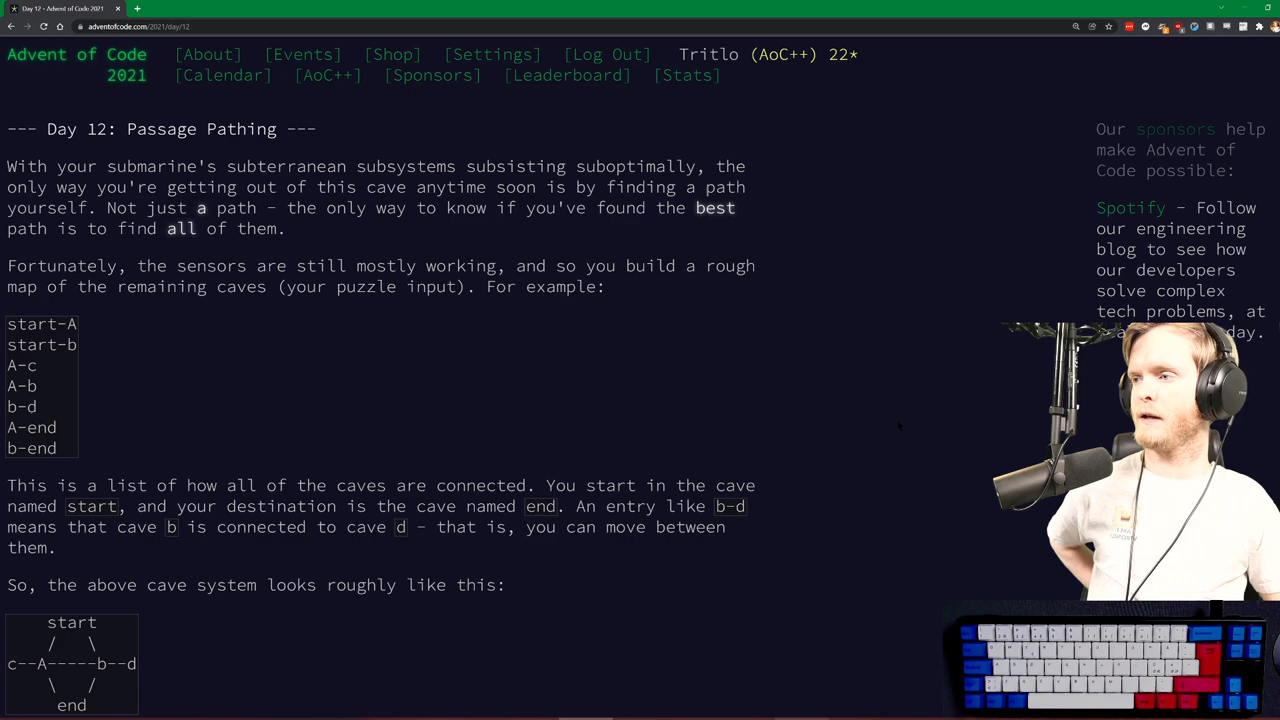 Day 12 - Advent of Code 2021
adventofcode.com/2021/day/12
Advent of Code [About] [Events] [Shop] [Settings] [Log Out] Tritlo (AoC++) 22*
2021 [Calendar] [AoC++] [Sponsors] [Leaderboard] [Stats]
--- Day 12: Passage Pathing ---
With your submarine's subterranean subsystems subsisting suboptimally, the
only way you're getting out of this cave anytime soon is by finding a path
yourself. Not just a path - the only way to know if you've found the best
path is to find all of them.
Fortunately, the sensors are still mostly working, and so you build a rough
map of the remaining caves (your puzzle input). For example:
start-A
start-b
A-c
A-b
b-d
A-end
b-end
This is a list of how all of the caves are connected. You start in the cave
named start, and your destination is the cave named end. An entry like b-d
means that cave b is connected to cave d - that is, you can move between
them.
So, the above cave system looks roughly like this:
start
/ \
c--A-----b--d
\ /
end
Our sponsors help
make Advent of
Code possible:
Spotify - Follow
our engineering
blog to see how
our developers
solve complex
tech problems, at
day.